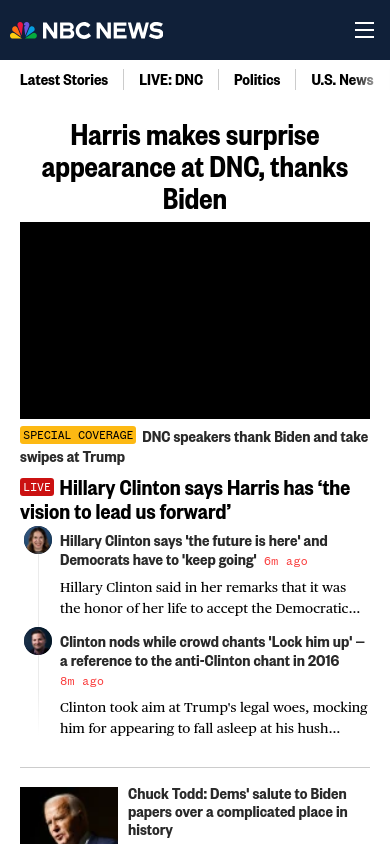 NBC NEWS
Latest Stories
LIVE: DNC
Politics
U.S. News
Harris makes surprise
appearance at DNC, thanks
Biden
SPECIAL COVERAGE DNC speakers thank Biden and take
swipes at Trump
LIVE Hillary Clinton says Harris has ‘the
vision to lead us forward’
Hillary Clinton says 'the future is here' and
Democrats have to 'keep going' 6m ago
Hillary Clinton said in her remarks that it was
the honor of her life to accept the Democratic...
Clinton nods while crowd chants 'Lock him up' —
a reference to the anti-Clinton chant in 2016
8m ago
Clinton took aim at Trump's legal woes, mocking
him for appearing to fall asleep at his hush...
Chuck Todd: Dems' salute to Biden
papers over a complicated place in
history